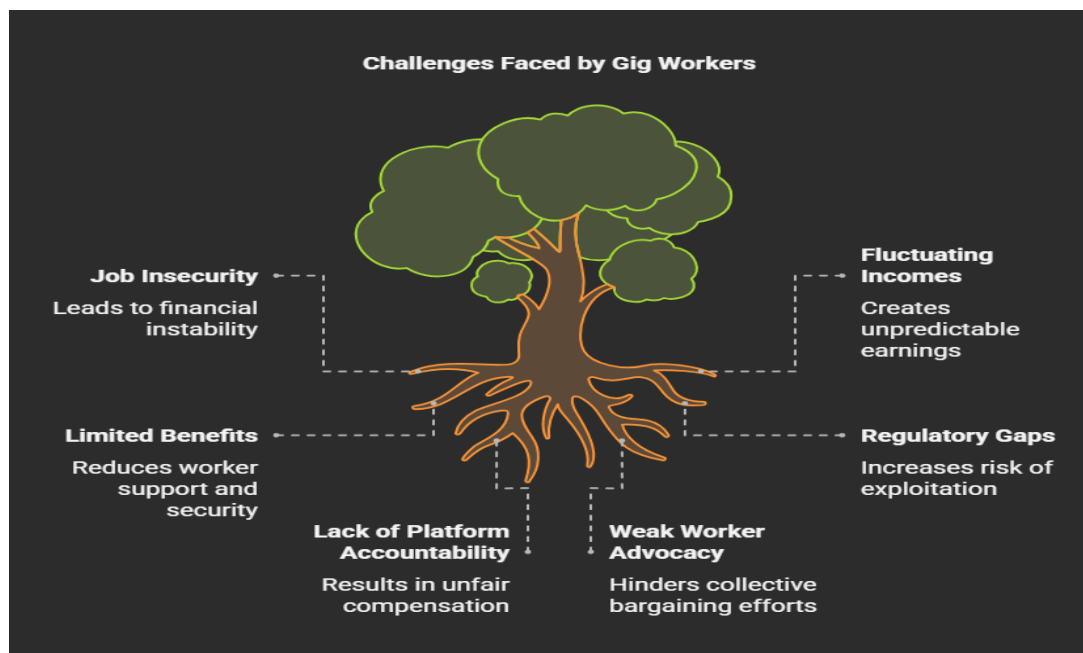 Challenges Faced by Gig Workers
Job Insecurity
Leads to financial
instability
Fluctuating
Incomes
Creates
unpredictable
earnings
Limited Benefits
Reduces worker
support and
security
Regulatory Gaps
Increases risk of
exploitation
Lack of Platform
Accountability
Results in unfair
compensation
Weak Worker
Advocacy
Hinders collective
bargaining efforts